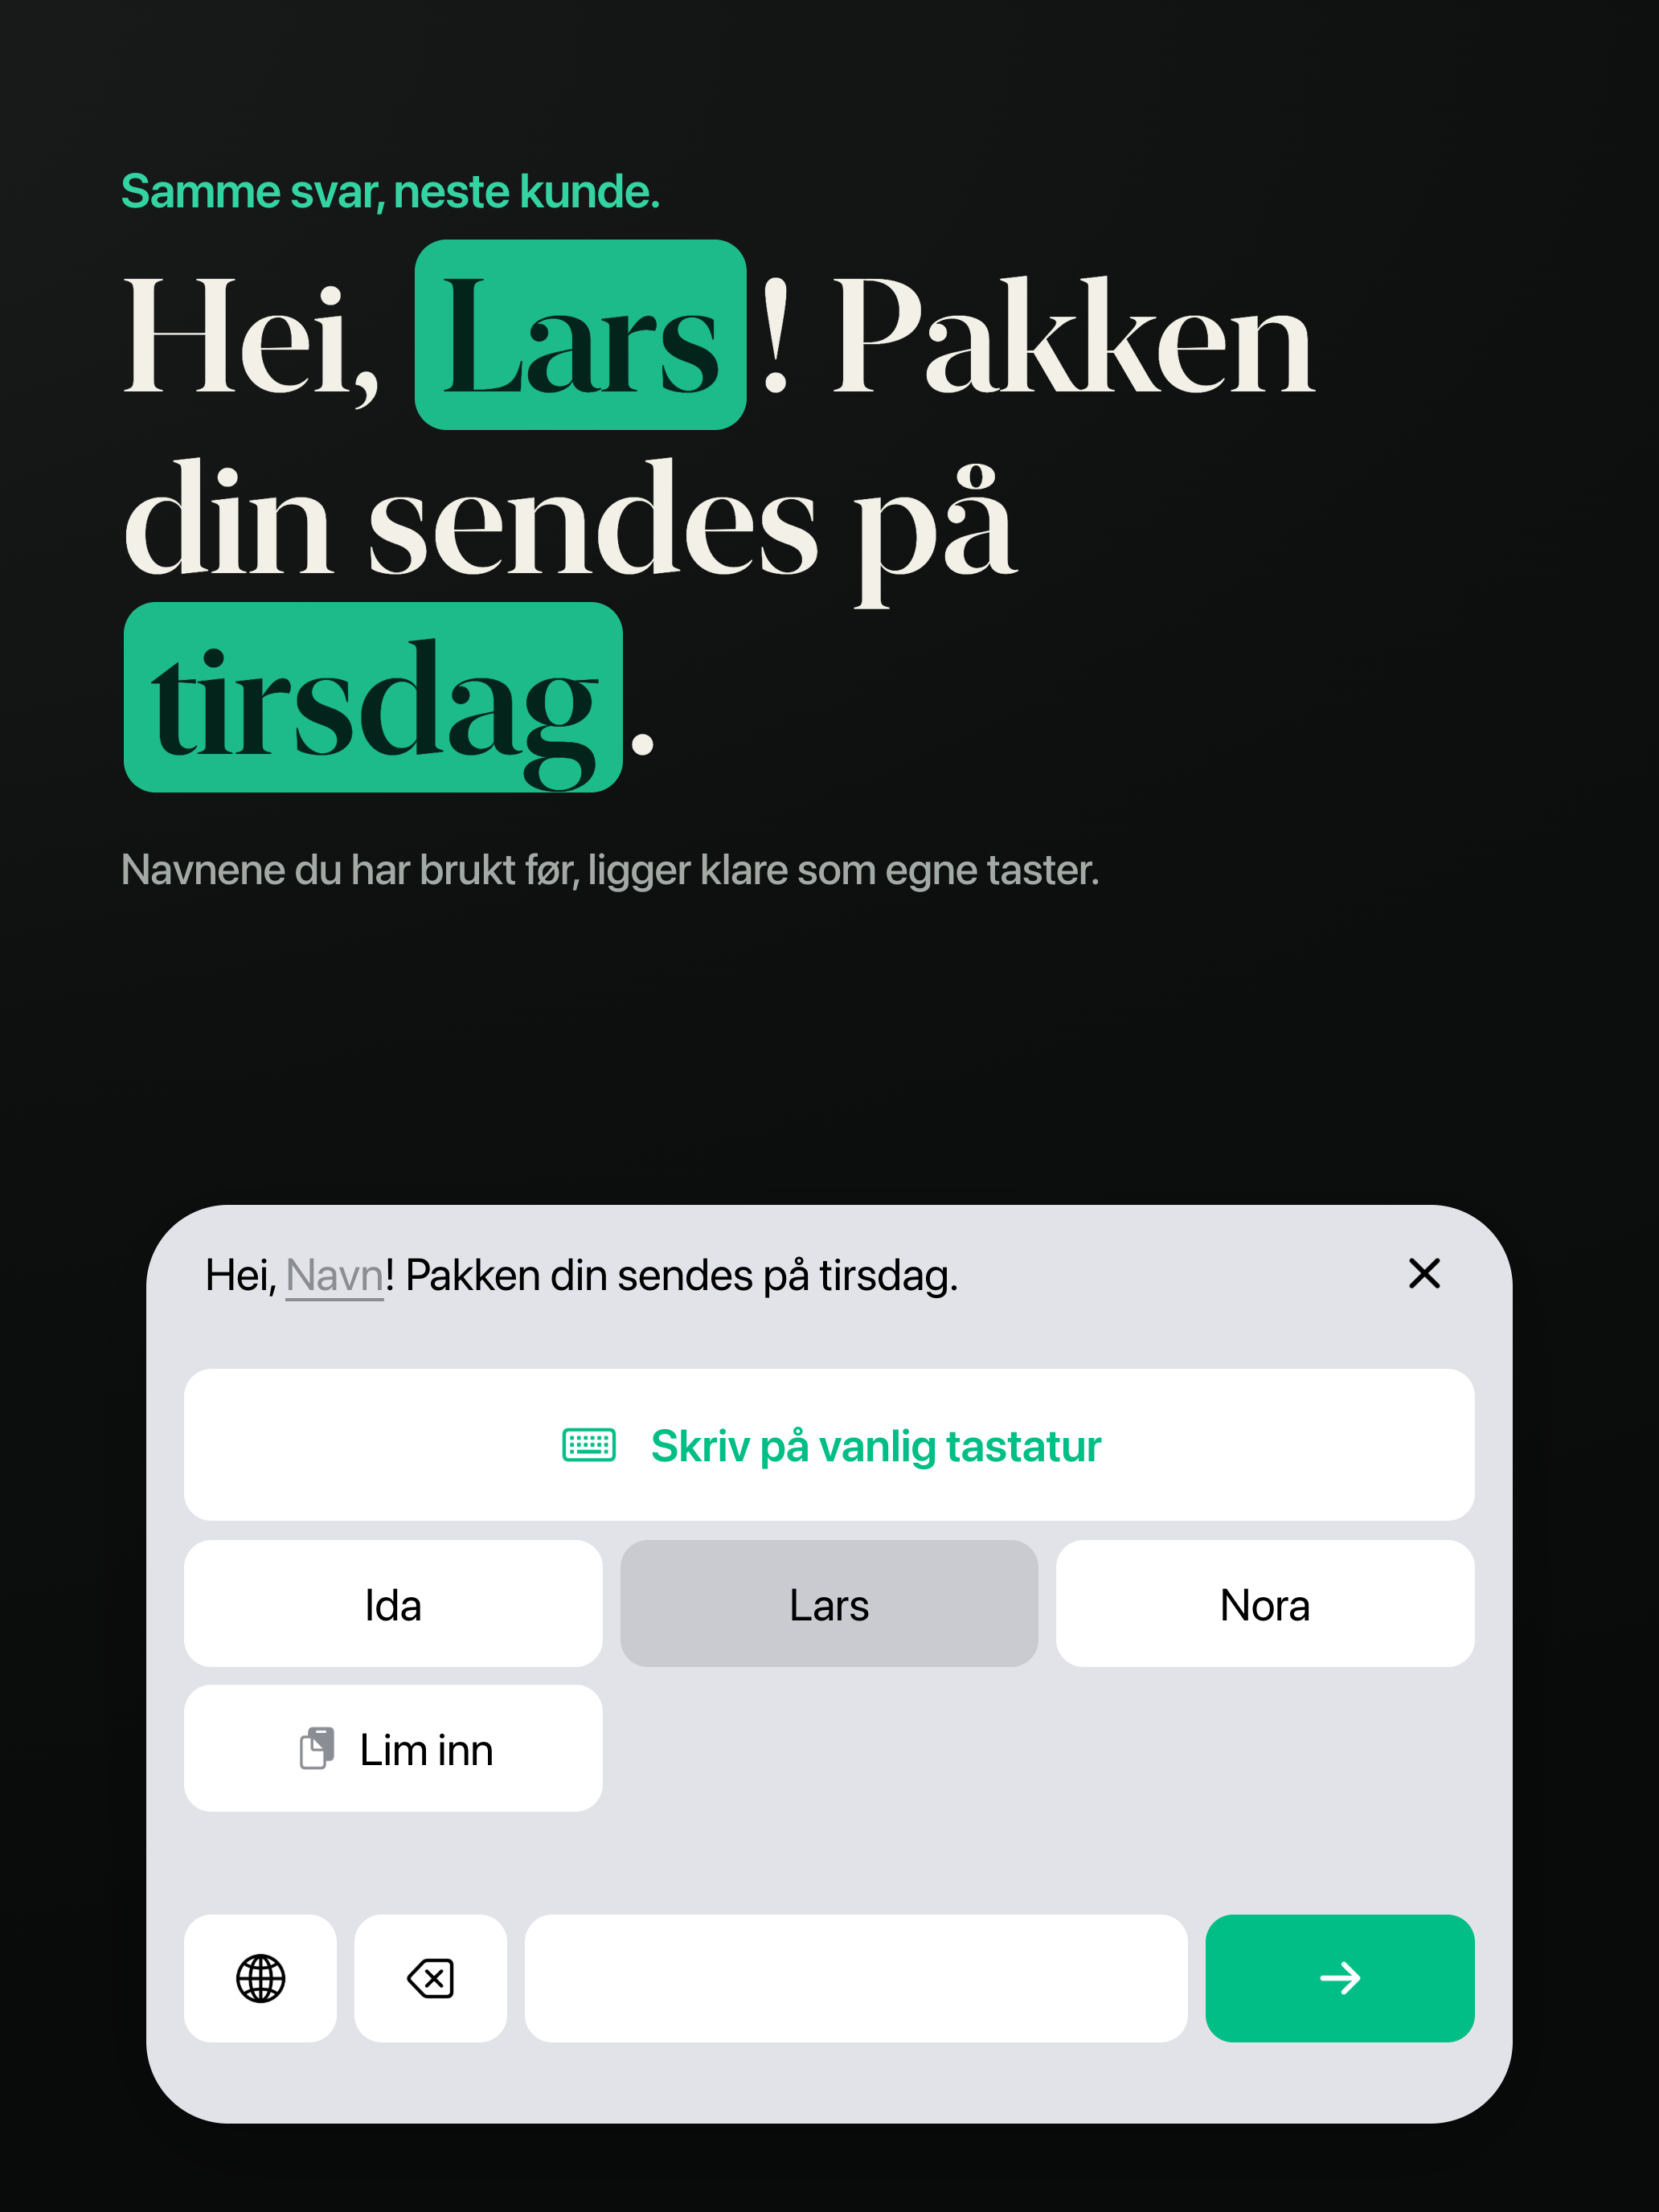 Samme svar, neste kunde.
Hei, Lars! Pakken
din sendes på
tirsdag.
Navnene du har brukt før, ligger klare som egne taster.
Hei, Navn! Pakken din sendes på tirsdag.
Skriv på vanlig tastatur
Ida
Lars
Nora
Lim inn